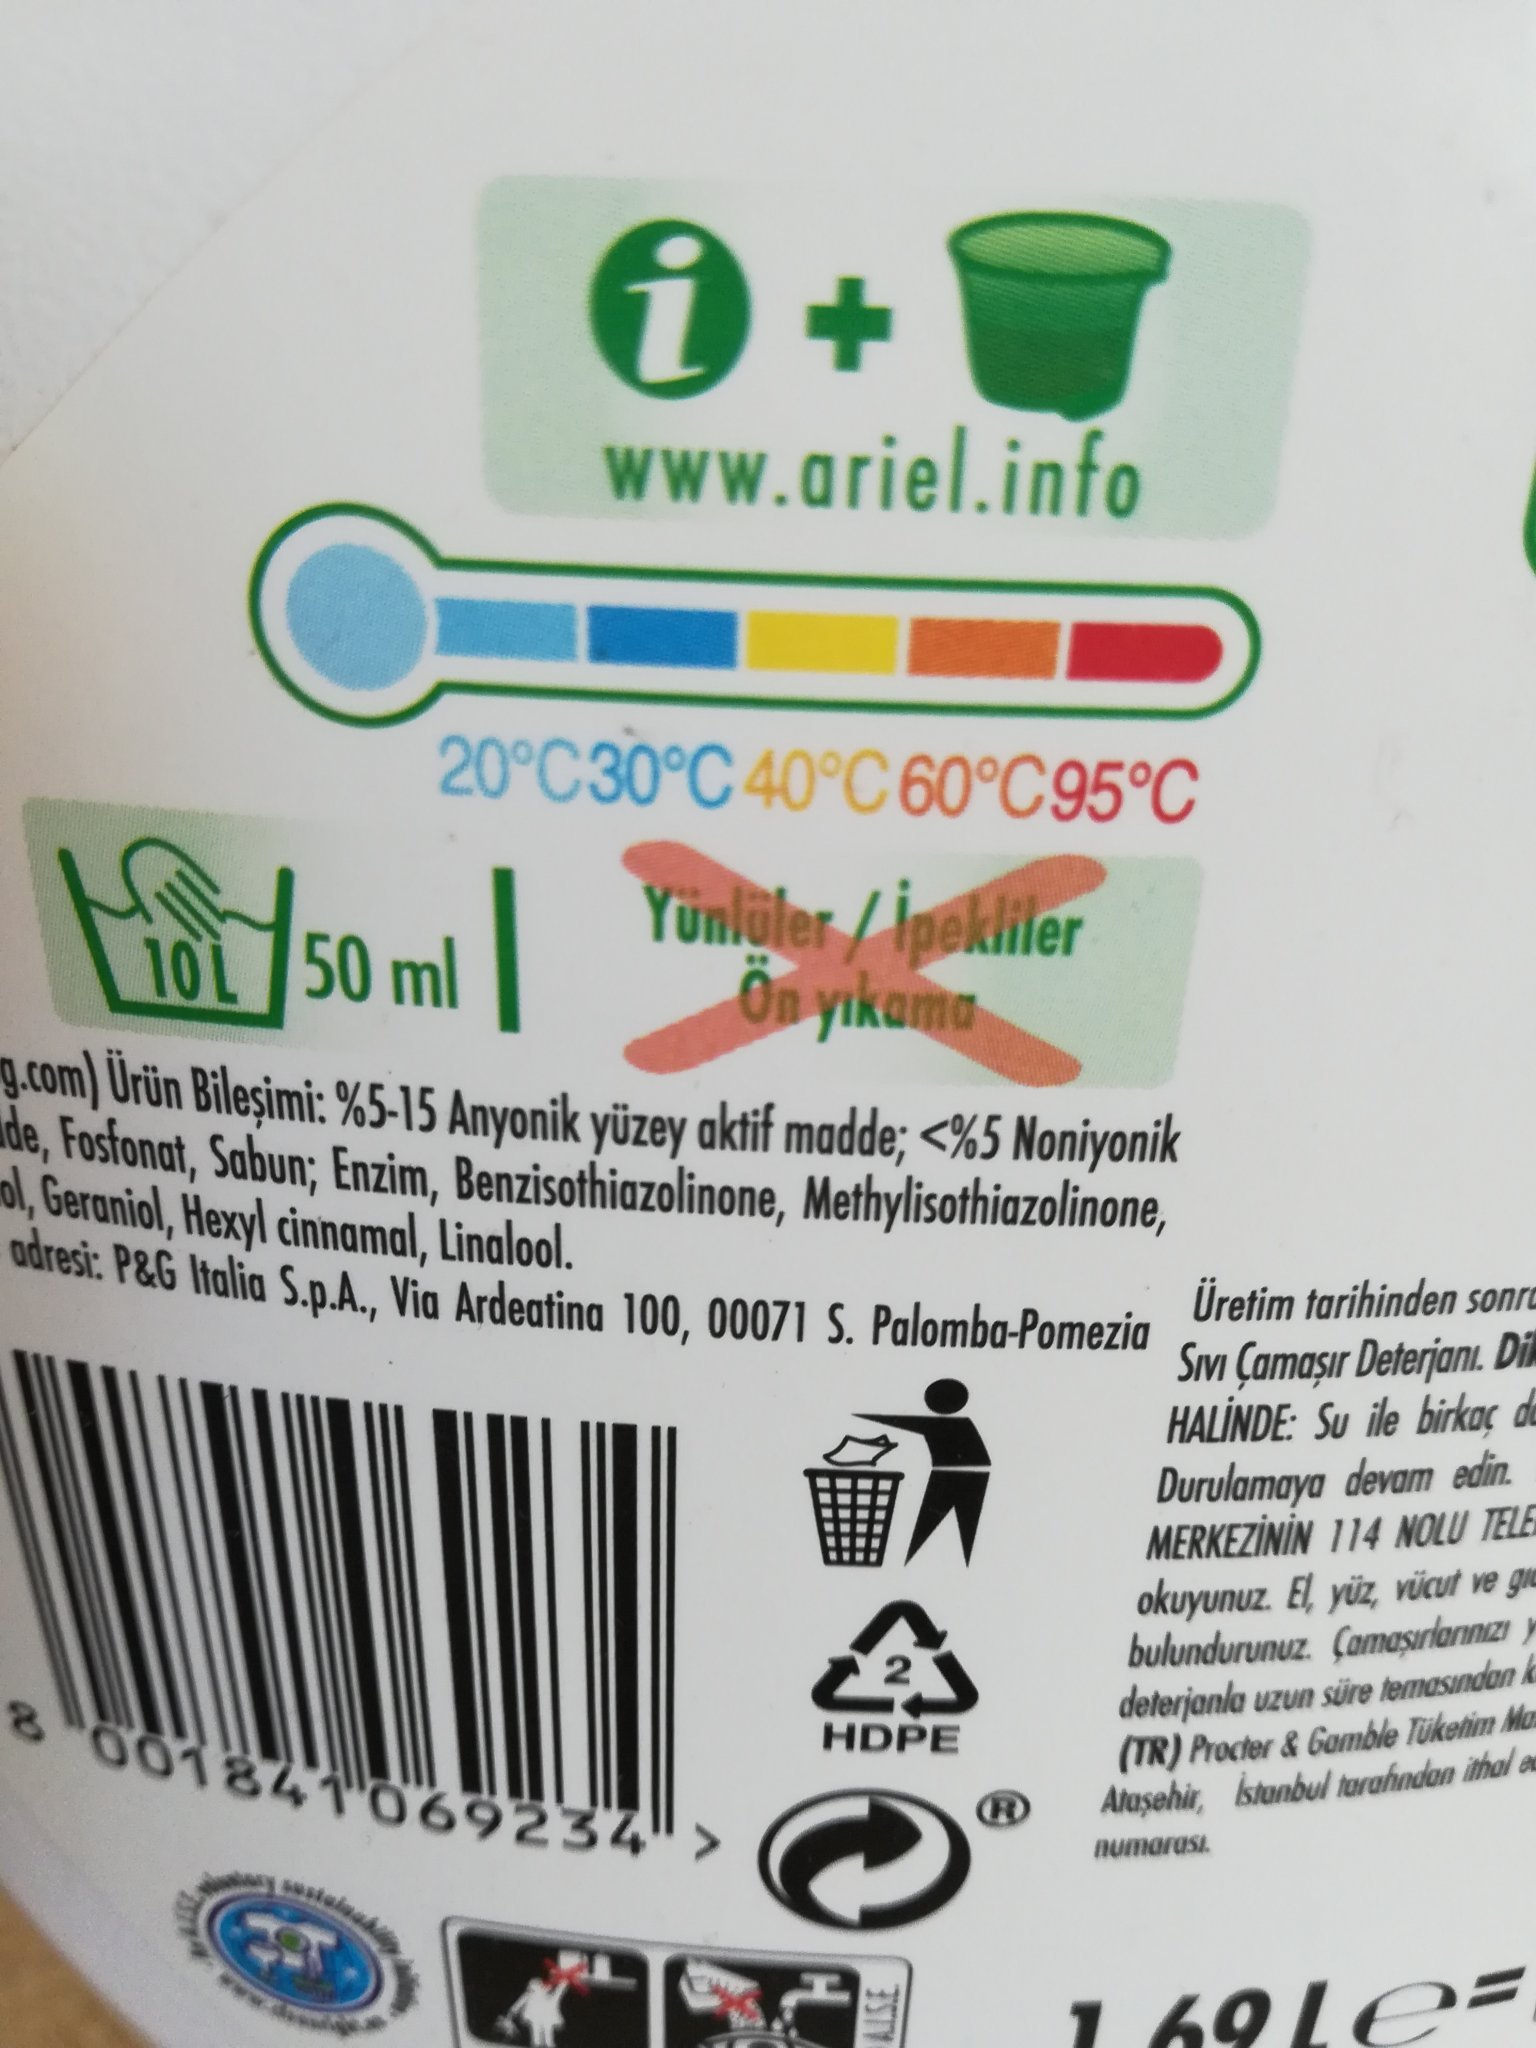 i
www.ariel.info
20°C 30°C 40°C 60°C 95°C
10 L 50 ml
Yünlüler / İpekliler
Ön yıkama
g.com) Ürün Bileşimi: %5-15 Anyonik yüzey aktif madde; <%5 Noniyonik
dde, Fosfonat, Sabun; Enzim, Benzisothiazolinone, Methylisothiazolinone,
ol, Geraniol, Hexyl cinnamal, Linalool.
adresi: P&G Italia S.p.A., Via Ardeatina 100, 00071 S. Palomba-Pomezia
8 001841 069234 >
2
HDPE
®
Üretim tarihinden sonra
Sıvı Çamaşır Deterjanı.
HALİNDE: Su ile birkaç
Durulamaya devam edin.
MERKEZİNİN 114 NOLU
okuyunuz. El, yüz, vücut ve
bulundurunuz. Çamaşırlarınızı
deterjanla uzun süre temasından
(TR) Procter & Gamble Tüketim
Ataşehir, İstanbul tarafından ithal
numarası.
A.I.S.E.
1,69 L e =